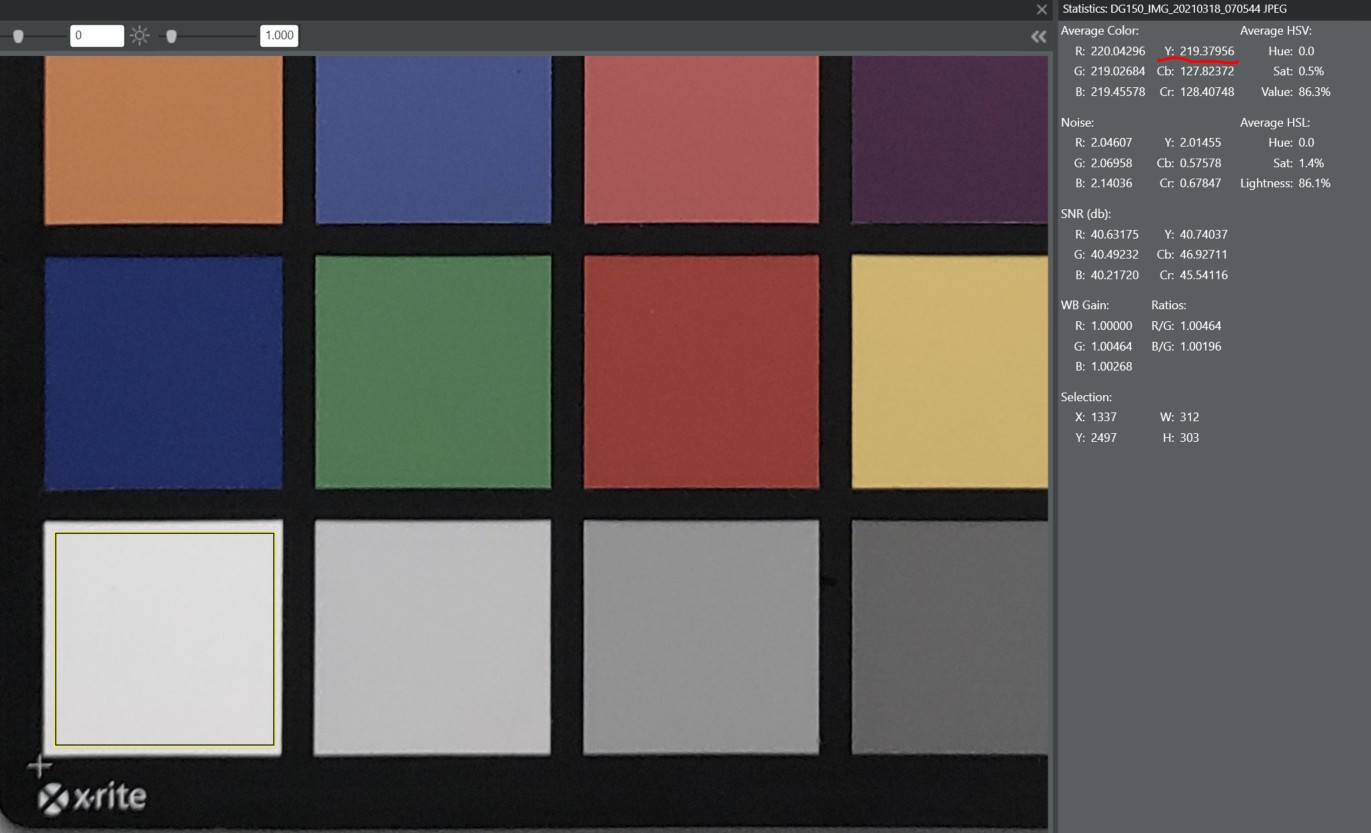 Statistics: DG150_IMG_20210318_070544 JPEG
0 1.000
Average Color: Average HSV:
R: 220.04296 Y: 219.37956 Hue: 0.0
G: 219.02684 Cb: 127.82372 Sat: 0.5%
B: 219.45578 Cr: 128.40748 Value: 86.3%
Noise: Average HSL:
R: 2.04607 Y: 2.01455 Hue: 0.0
G: 2.06958 Cb: 0.57578 Sat: 1.4%
B: 2.14036 Cr: 0.67847 Lightness: 86.1%
SNR (db):
R: 40.63175 Y: 40.74037
G: 40.49232 Cb: 46.92711
B: 40.21720 Cr: 45.54116
WB Gain: Ratios:
R: 1.00000 R/G: 1.00464
G: 1.00464 B/G: 1.00196
B: 1.00268
Selection:
X: 1337 W: 312
Y: 2497 H: 303
x·rite